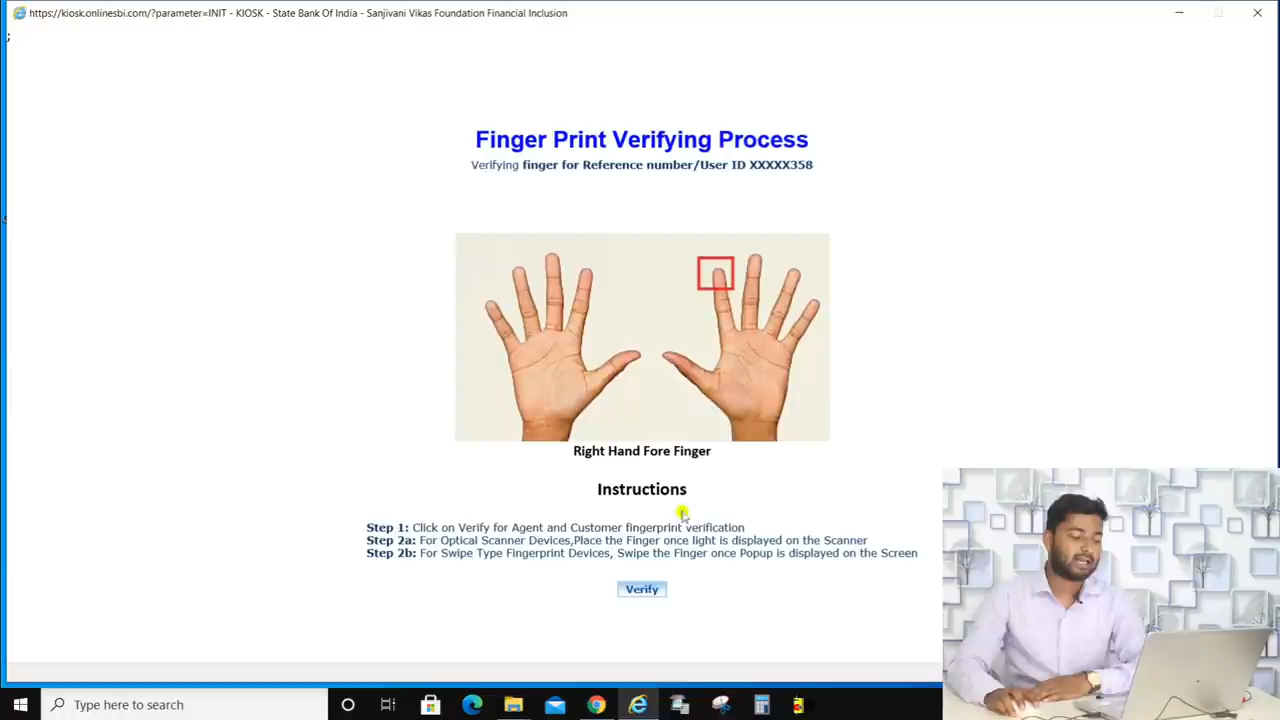 https://kiosk.onlinesbi.com/?parameter=INIT - KIOSK - State Bank Of India - Sanjivani Vikas Foundation Financial Inclusion
;
Finger Print Verifying Process
Verifying finger for Reference number/User ID XXXXX358
Right Hand Fore Finger
Instructions
Step 1: Click on Verify for Agent and Customer fingerprint verification
Step 2a: For Optical Scanner Devices,Place the Finger once light is displayed on the Scanner
Step 2b: For Swipe Type Fingerprint Devices, Swipe the Finger once Popup is displayed on the Screen
Verify
Type here to search